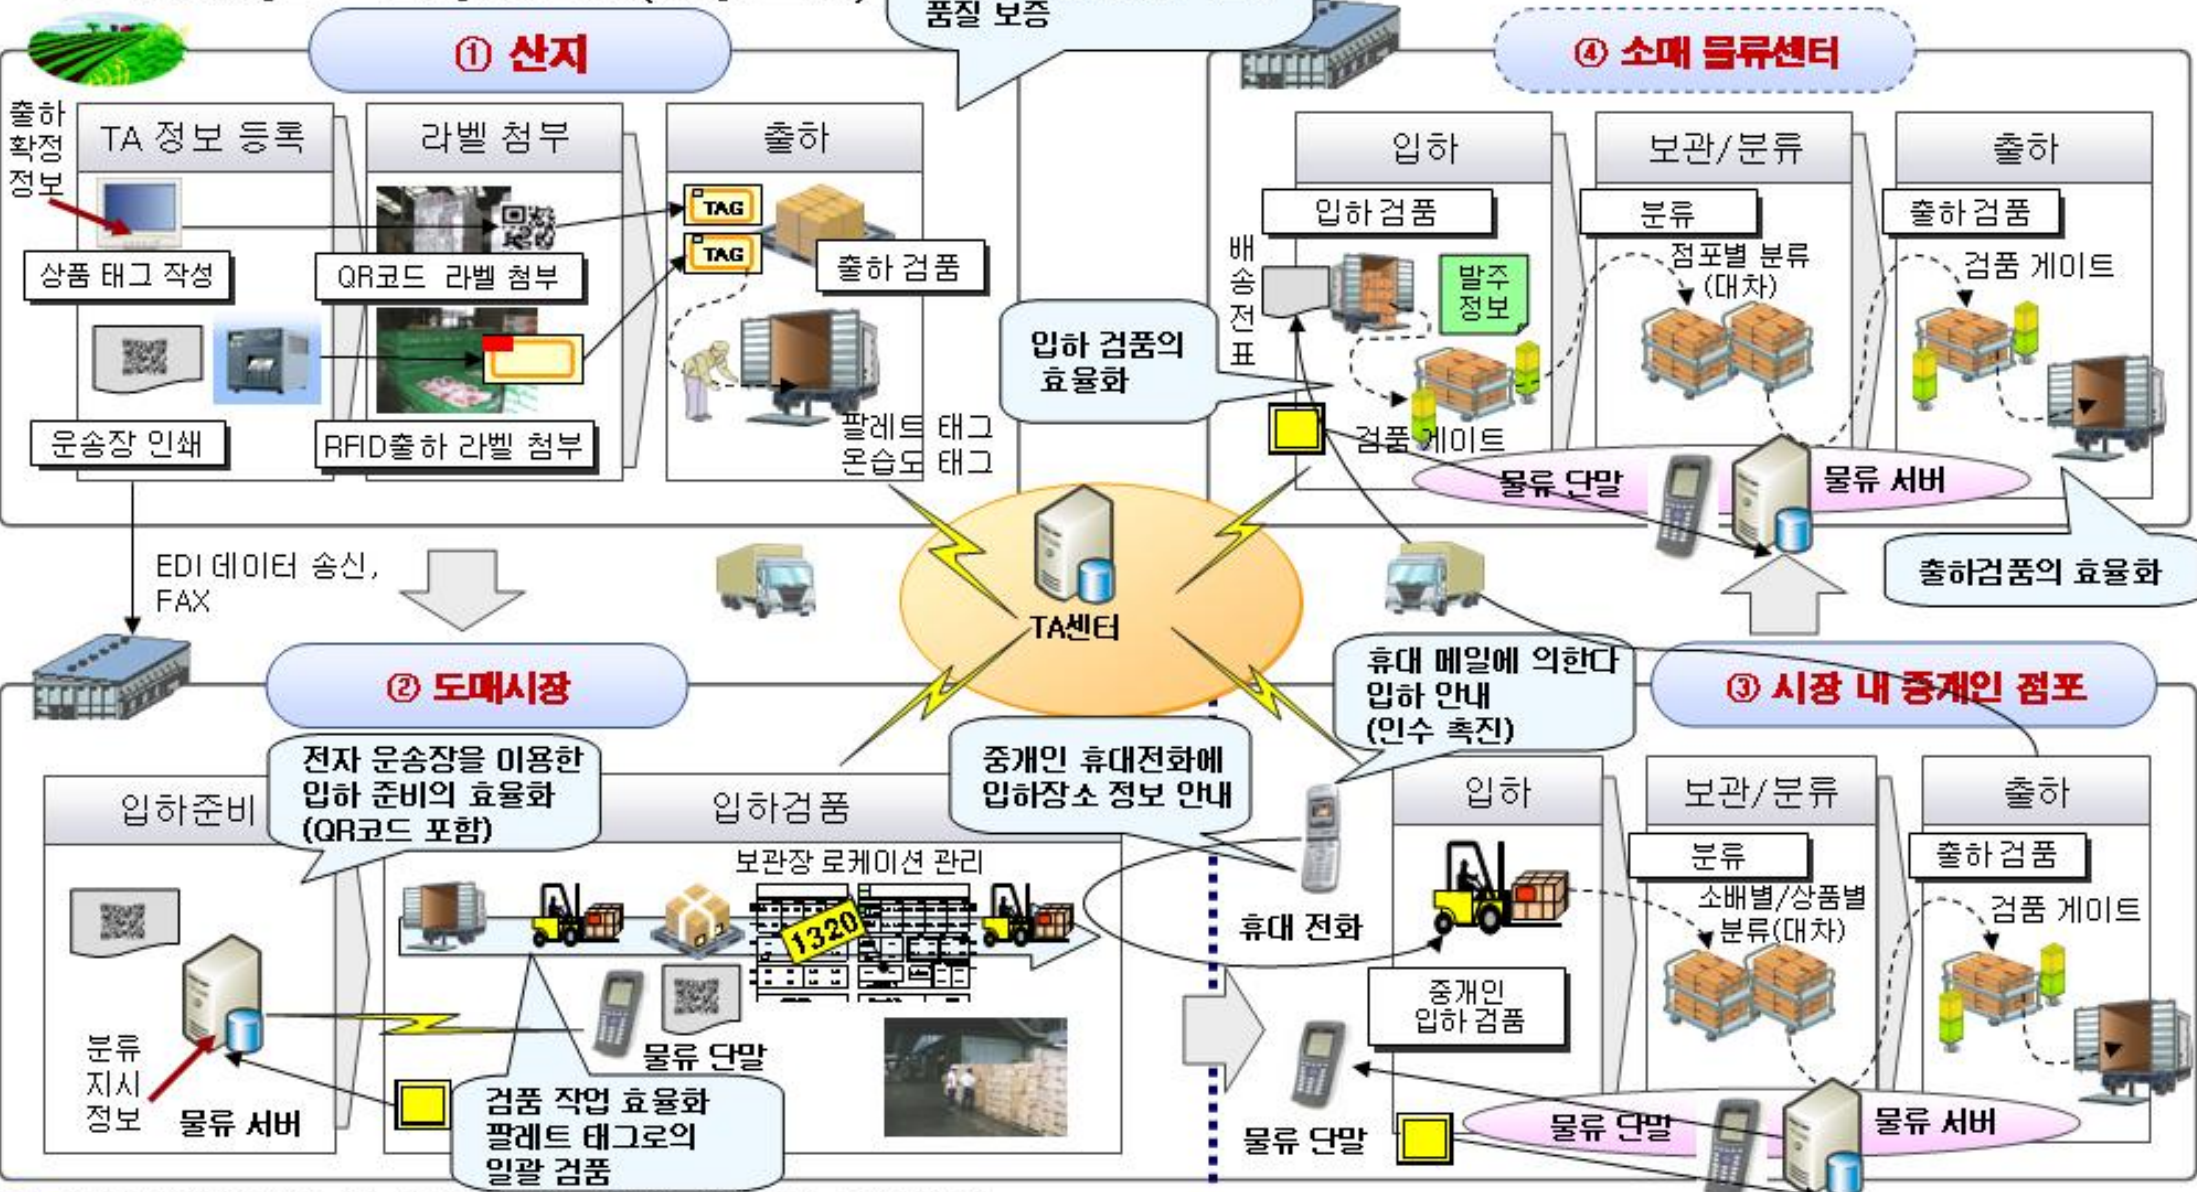 품질 보증
① 산지
출하
확정
정보
TA 정보 등록
라벨 첨부
출하
TAG
TAG
상품 태그 작성
QR코드 라벨 첨부
출하 검품
운송장 인쇄
RFID출하 라벨 첨부
팔레트 태그
온습도 태그
④ 소매 물류센터
입하
보관/분류
출하
입하검품
분류
출하검품
배
송
전
표
발주
정보
점포별 분류
(대차)
검품 게이트
입하 검품의
효율화
검품 게이트
물류 단말
물류 서버
출하검품의 효율화
EDI 데이터 송신,
FAX
TA센터
② 도매시장
전자 운송장을 이용한
입하 준비의 효율화
(QR코드 포함)
입하준비
입하검품
보관장 로케이션 관리
1320
분류
지시
정보
물류 서버
물류 단말
검품 작업 효율화
팔레트 태그로의
일괄 검품
중개인 휴대전화에
입하장소 정보 안내
휴대 메일에 의한다
입하 안내
(인수 촉진)
③ 시장 내 중개인 점포
휴대 전화
입하
보관/분류
출하
분류
출하검품
소배별/상품별
분류(대차)
검품 게이트
중개인
입하 검품
물류 단말
물류 단말
물류 서버